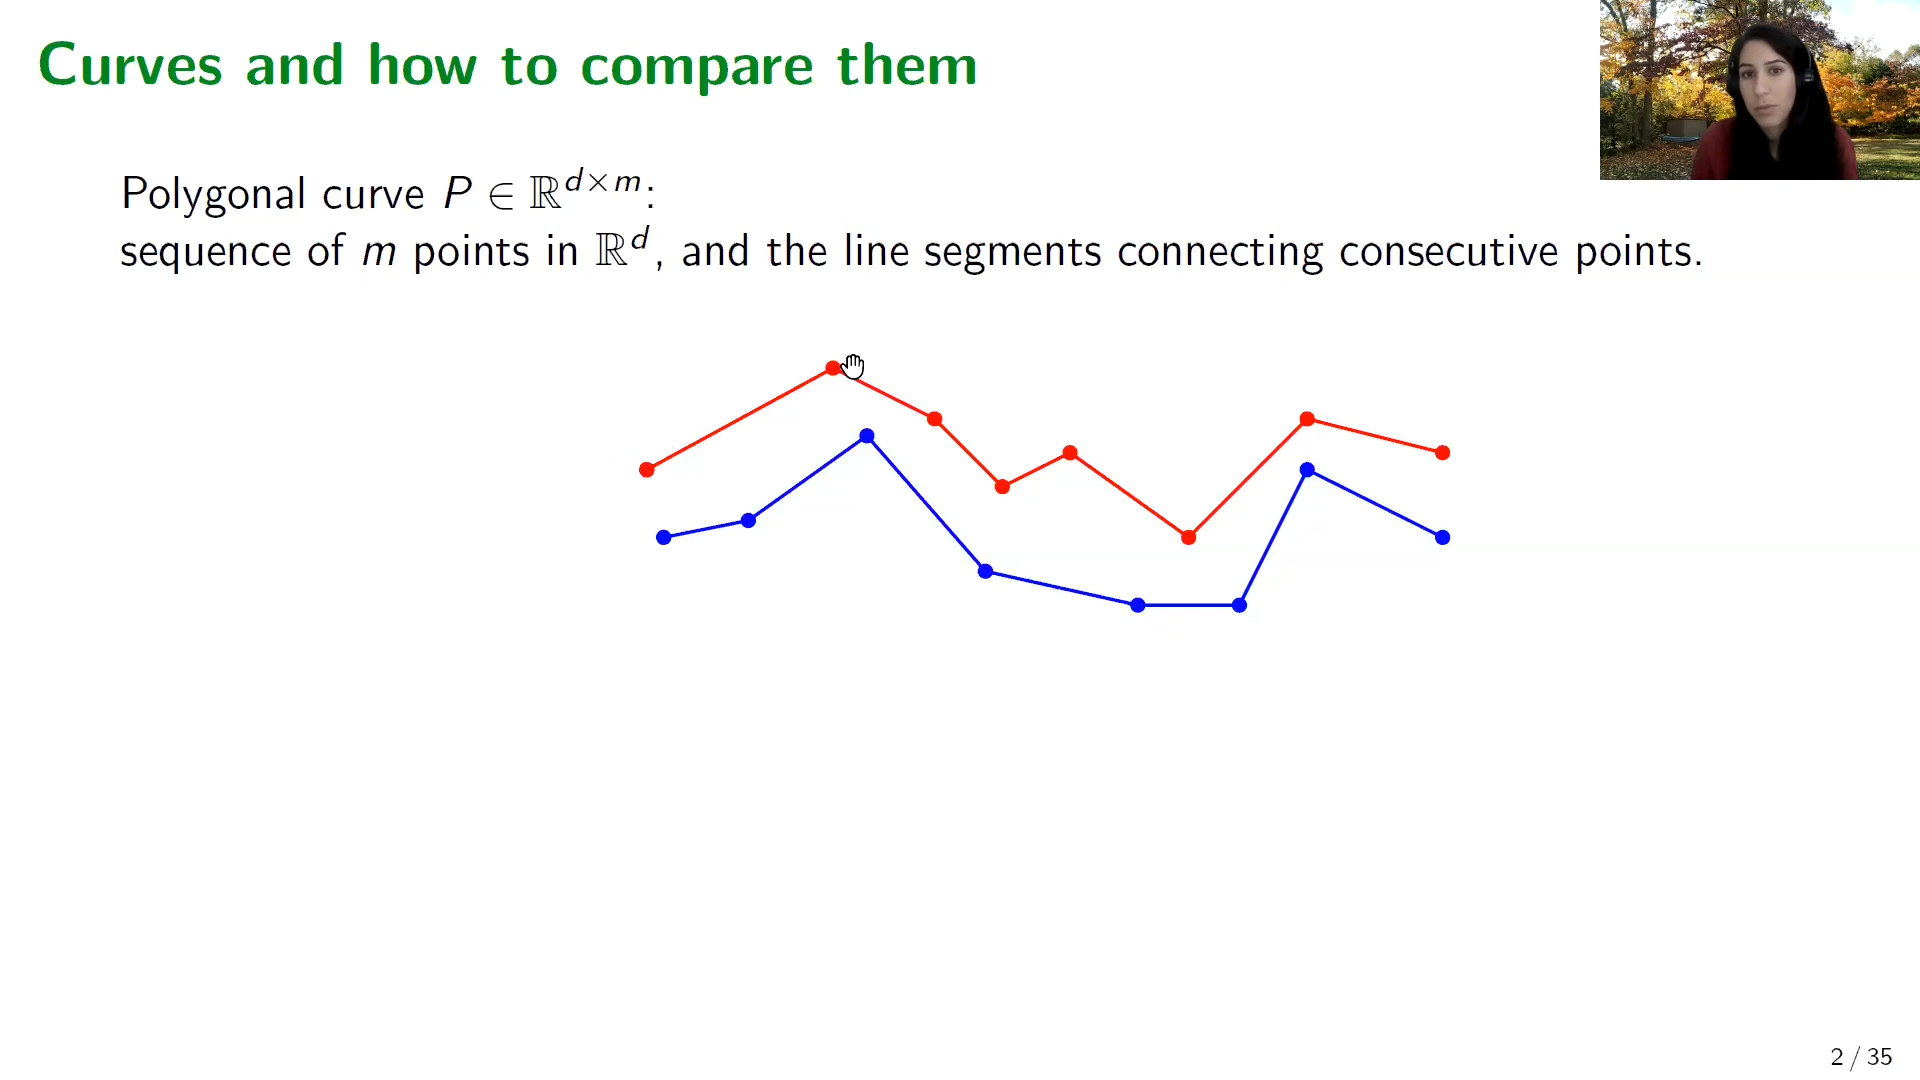 Curves and how to compare them
Polygonal curve P ∈ ℝ^{d×m}:
sequence of m points in ℝ^d, and the line segments connecting consecutive points.
2 / 35